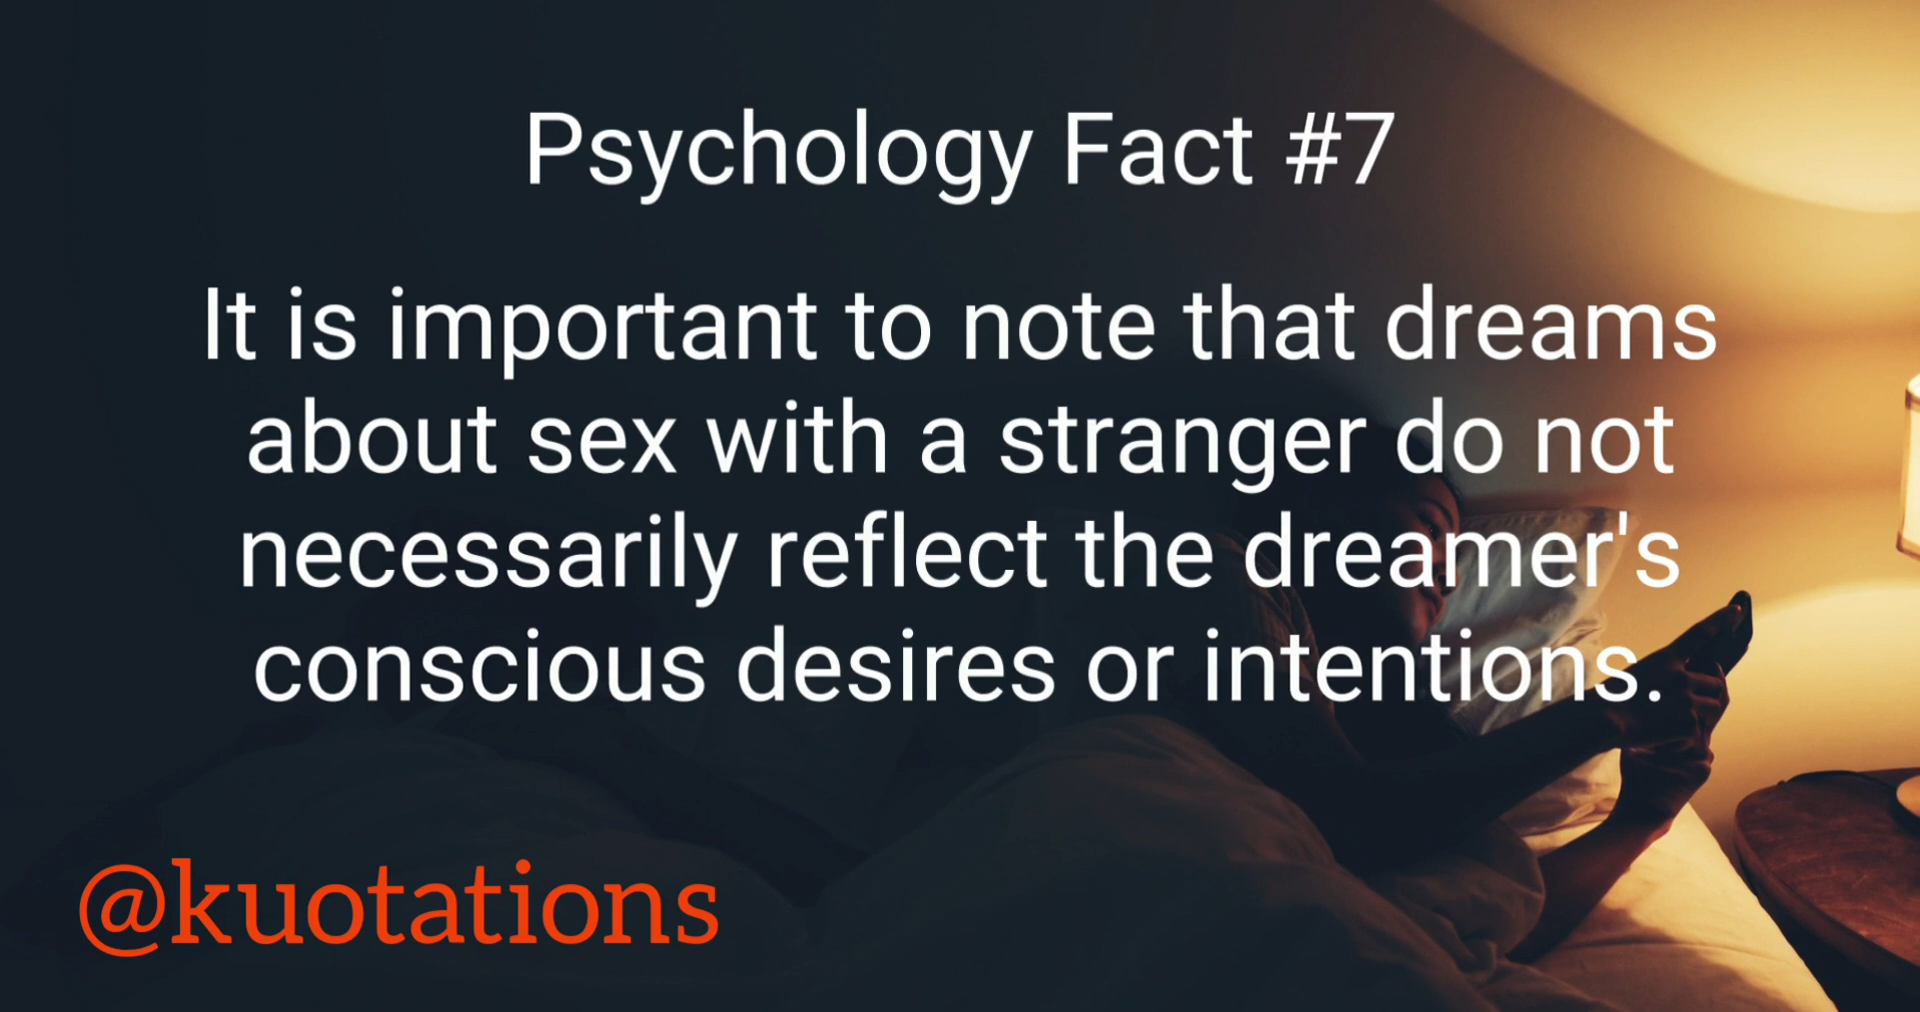 Psychology Fact #7
It is important to note that dreams
about sex with a stranger do not
necessarily reflect the dreamer's
conscious desires or intentions.
@kuotations